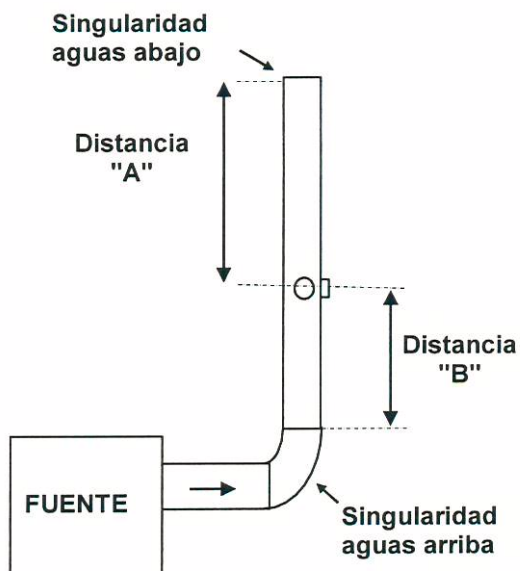 Singularidad
aguas abajo
Distancia
"A"
Distancia
"B"
FUENTE
Singularidad
aguas arriba